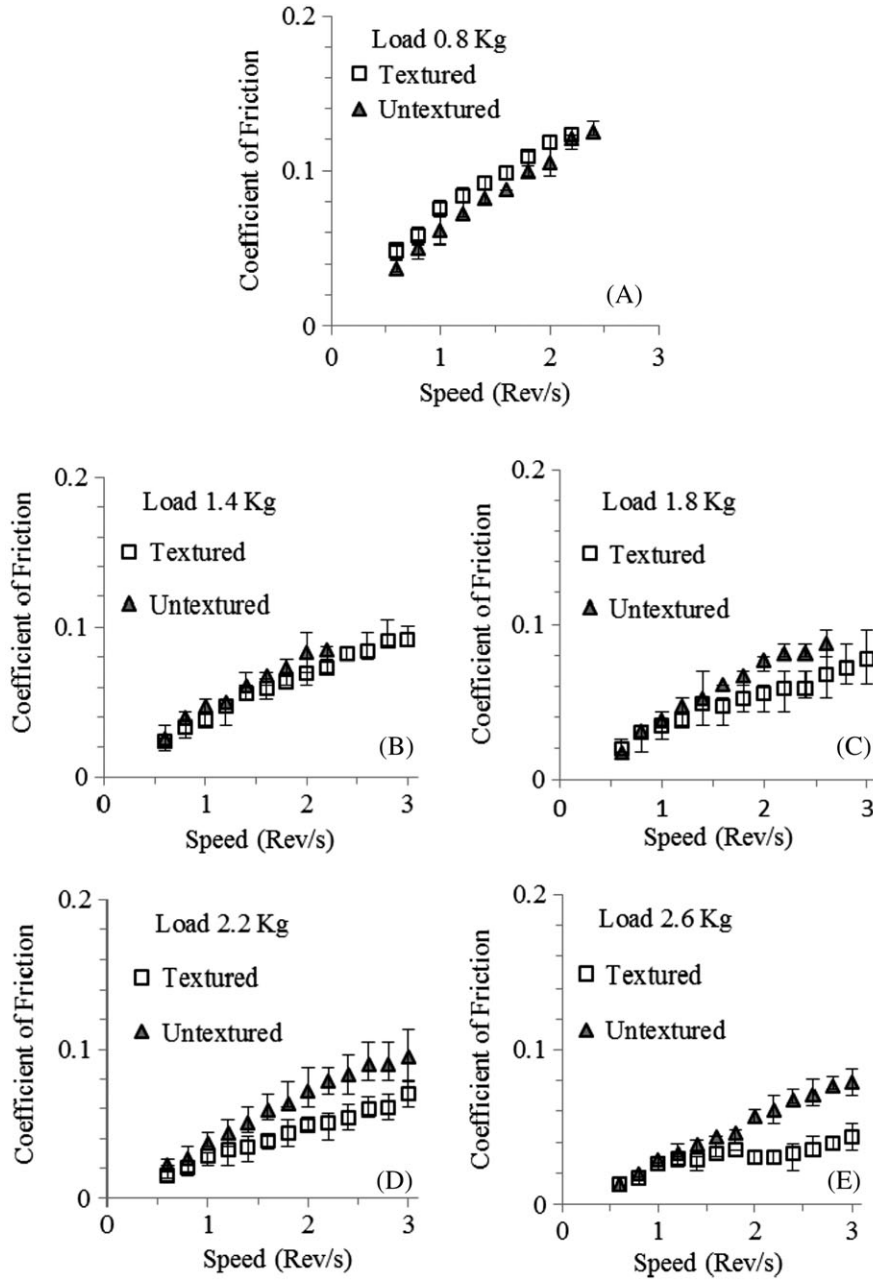 0.2
Load 0.8 Kg
Textured
Untextured
0.1
Coefficient of Friction
(A)
0
0 1 2 3
Speed (Rev/s)
0.2
Load 1.4 Kg
Textured
Untextured
0.1
Coefficient of Friction
(B)
0
0 1 2 3
Speed (Rev/s)
0.2
Load 1.8 Kg
Textured
Untextured
0.1
Coefficient of Friction
(C)
0
0 1 2 3
Speed (Rev/s)
0.2
Load 2.2 Kg
Textured
Untextured
0.1
Coefficient of Friction
(D)
0
0 1 2 3
Speed (Rev/s)
0.2
Load 2.6 Kg
Textured
Untextured
0.1
Coefficient of Friction
(E)
0
0 1 2 3
Speed (Rev/s)